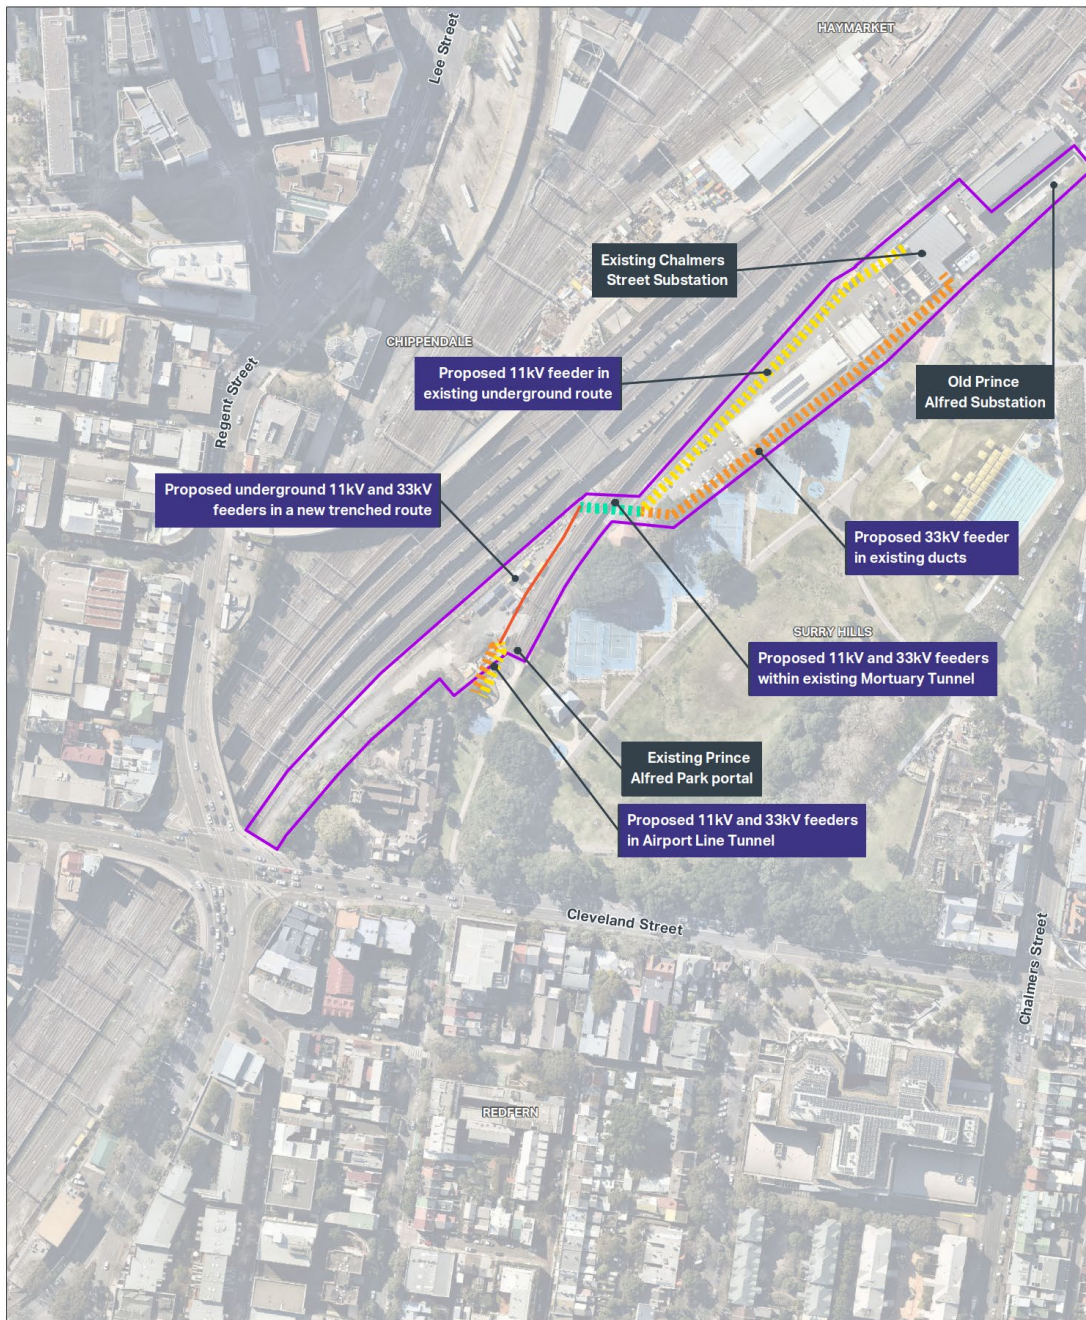 HAYMARKET
Lee Street
Existing Chalmers
Street Substation
CHIPPENDALE
Proposed 11kV feeder in
existing underground route
Old Prince
Alfred Substation
Regent Street
Proposed underground 11kV and 33kV
feeders in a new trenched route
Proposed 33kV feeder
in existing ducts
SURRY HILLS
Proposed 11kV and 33kV feeders
within existing Mortuary Tunnel
Existing Prince
Alfred Park portal
Proposed 11kV and 33kV feeders
in Airport Line Tunnel
Cleveland Street
Chalmers Street
REDFERN